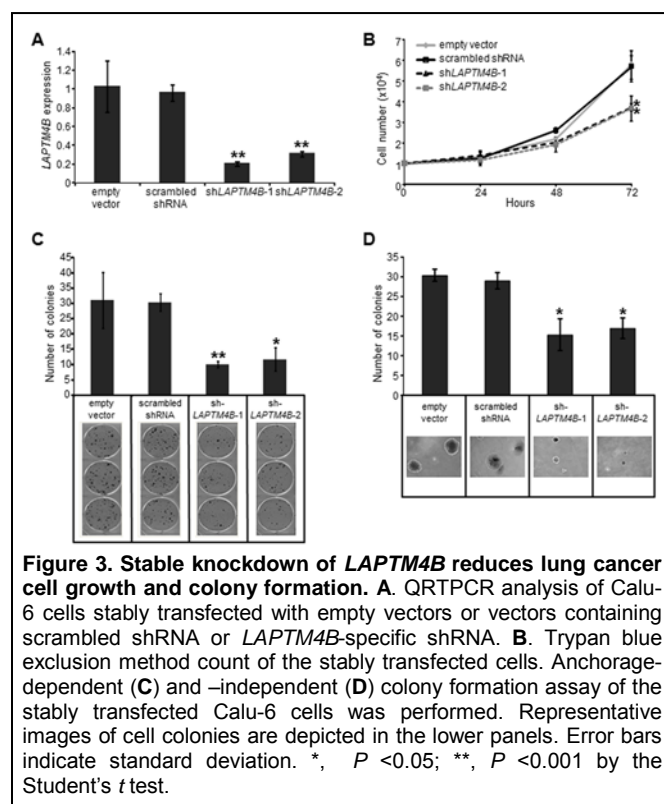 A
LAPTM4B expression
1.4
1.2
1
0.8
0.6
0.4
0.2
0
**
**
empty vector
scrambled shRNA
shLAPTM4B-1
shLAPTM4B-2
B
empty vector
scrambled shRNA
shLAPTM4B-1
shLAPTM4B-2
Cell number (x10⁴)
7
6
5
4
3
2
1
0
*
*
0
24
48
72
Hours
C
Number of colonies
45
40
35
30
25
20
15
10
5
0
**
*
empty vector
scrambled shRNA
sh-LAPTM4B-1
sh-LAPTM4B-2
D
Number of colonies
35
30
25
20
15
10
5
0
*
*
empty vector
scrambled shRNA
sh-LAPTM4B-1
sh-LAPTM4B-2
Figure 3. Stable knockdown of LAPTM4B reduces lung cancer
cell growth and colony formation. A. QRTPCR analysis of Calu-
6 cells stably transfected with empty vectors or vectors containing
scrambled shRNA or LAPTM4B-specific shRNA. B. Trypan blue
exclusion method count of the stably transfected cells. Anchorage-
dependent (C) and –independent (D) colony formation assay of the
stably transfected Calu-6 cells was performed. Representative
images of cell colonies are depicted in the lower panels. Error bars
indicate standard deviation. *, P <0.05; **, P <0.001 by the
Student's t test.